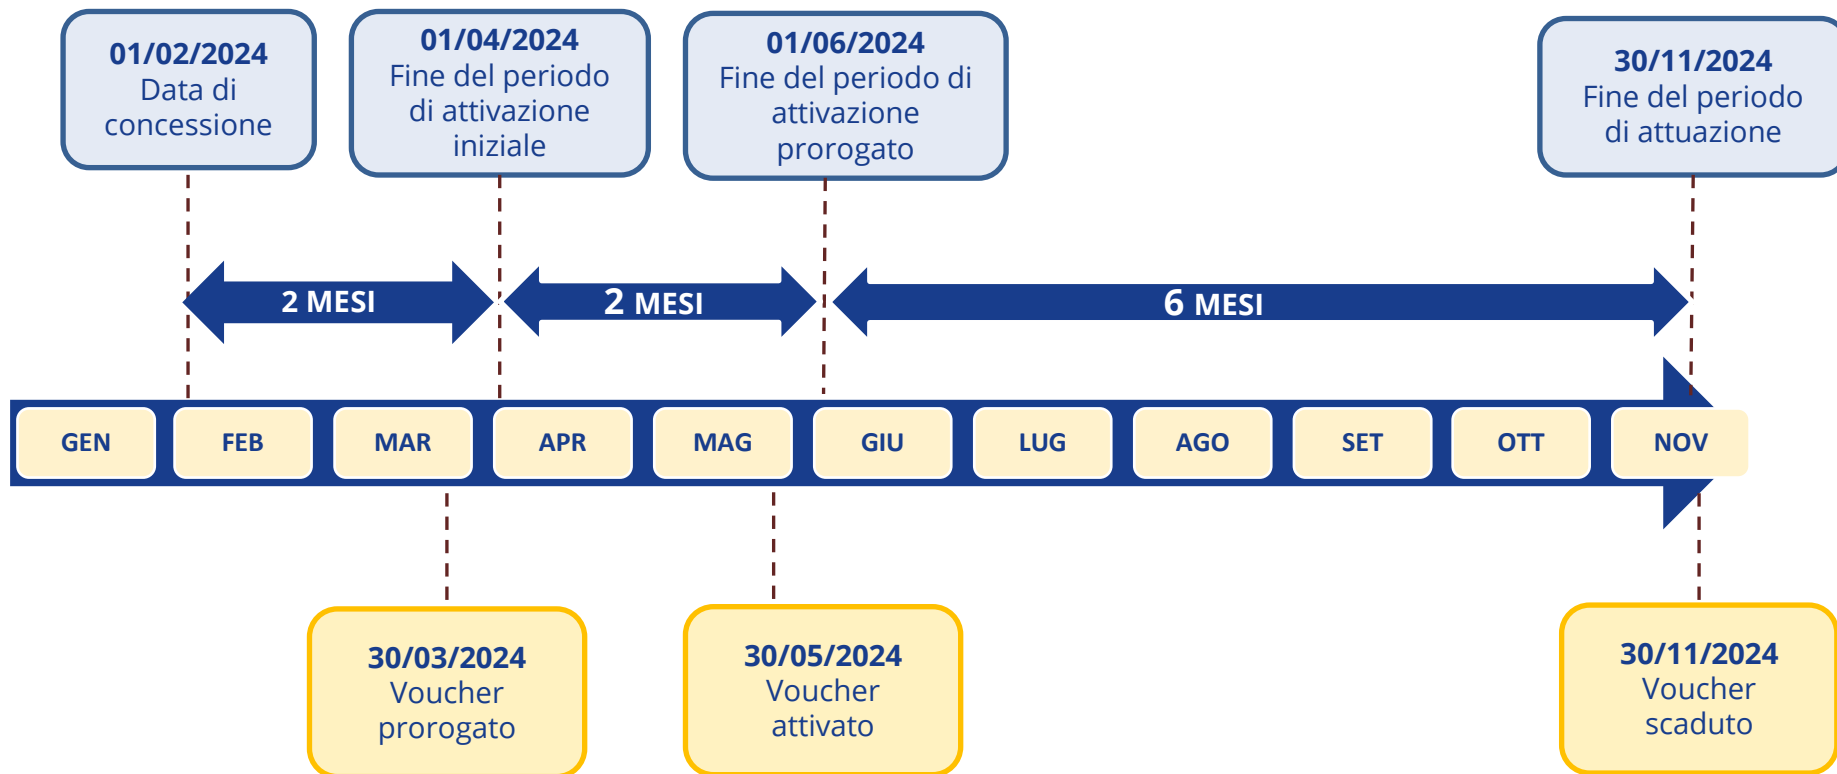 01/02/2024
Data di
concessione
01/04/2024
Fine del periodo
di attivazione
iniziale
01/06/2024
Fine del periodo di
attivazione
prorogato
30/11/2024
Fine del periodo
di attuazione
2 MESI
2 MESI
6 MESI
GEN
FEB
MAR
APR
MAG
GIU
LUG
AGO
SET
OTT
NOV
30/03/2024
Voucher
prorogato
30/05/2024
Voucher
attivato
30/11/2024
Voucher
scaduto